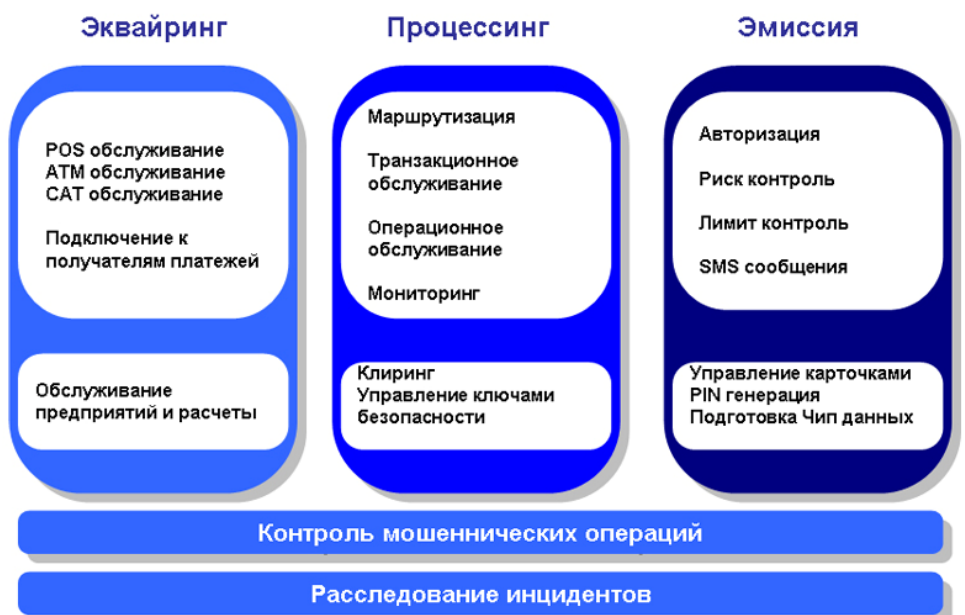 Эквайринг
Процессинг
Эмиссия
POS обслуживание
ATM обслуживание
CAT обслуживание
Подключение к
получателям платежей
Обслуживание
предприятий и расчеты
Маршрутизация
Транзакционное
обслуживание
Операционное
обслуживание
Мониторинг
Клиринг
Управление ключами
безопасности
Авторизация
Риск контроль
Лимит контроль
SMS сообщения
Управление карточками
PIN генерация
Подготовка Чип данных
Контроль мошеннических операций
Расследование инцидентов